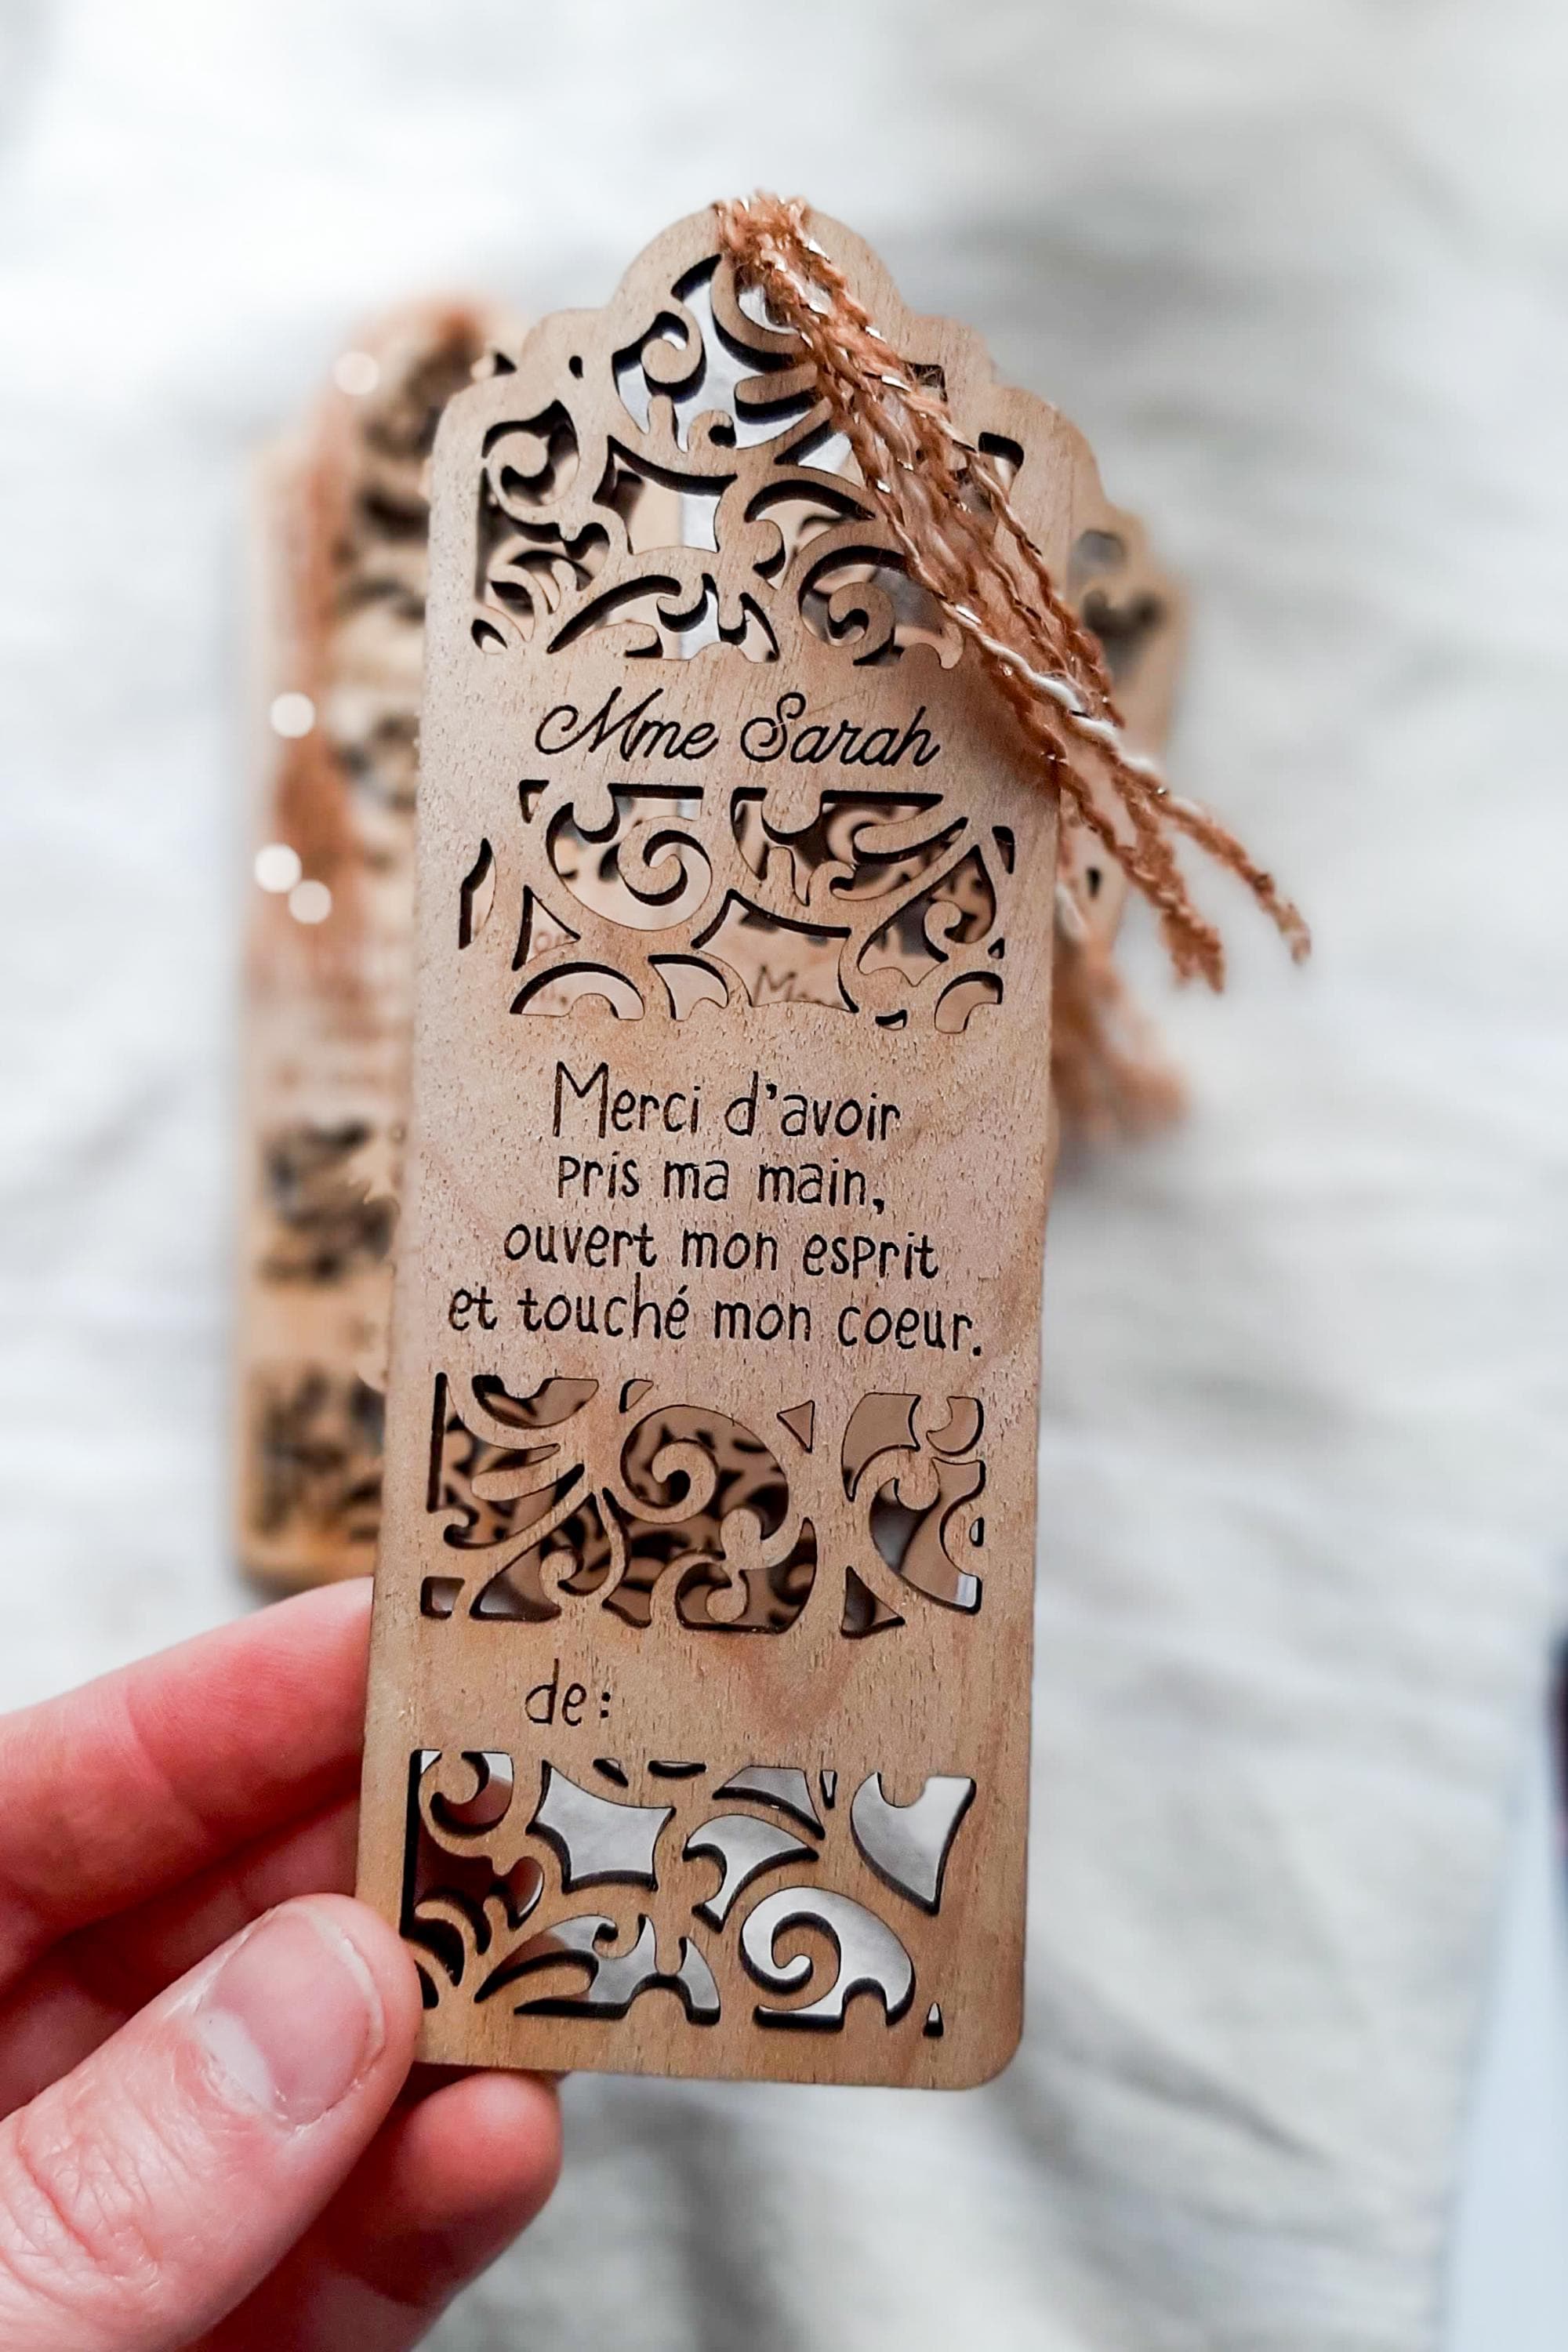 Mme Sarah
Merci d'avoir
pris ma main,
ouvert mon esprit
et touché mon coeur.
de: